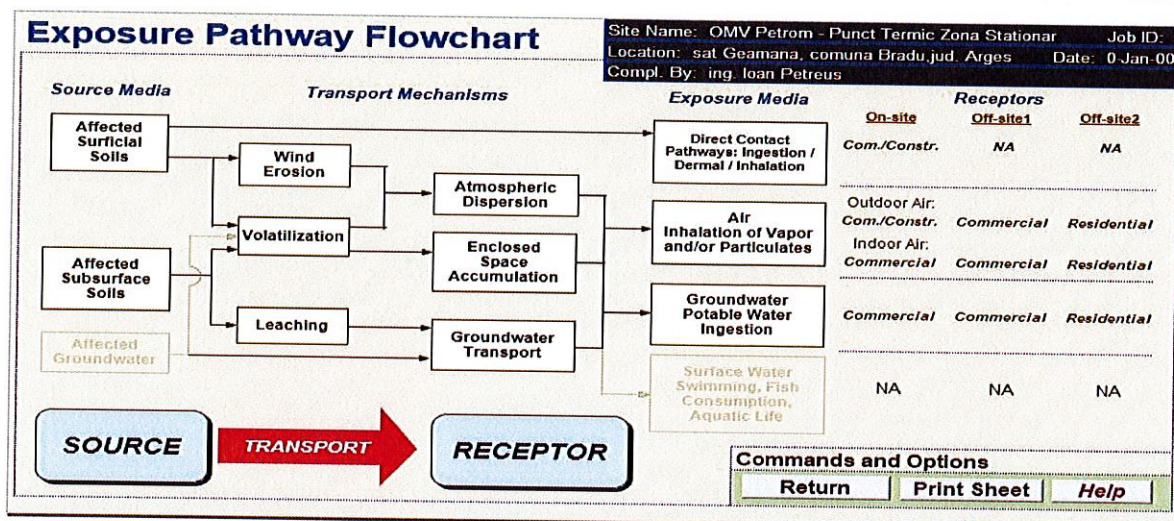 Exposure Pathway Flowchart
Site Name: OMV Petrom - Punct Termic Zona Stationar Job ID:
Location: sat Geamana, comuna Bradu,jud. Arges Date: 0-Jan-00
Compl. By: ing. Ioan Petreus
Source Media
Transport Mechanisms
Exposure Media
Receptors
On-site Off-site1 Off-site2
Affected
Surficial
Soils
Wind
Erosion
Volatilization
Atmospheric
Dispersion
Enclosed
Space
Accumulation
Affected
Subsurface
Soils
Leaching
Groundwater
Transport
Affected
Groundwater
Direct Contact
Pathways: Ingestion /
Dermal / Inhalation
Com./Constr. NA NA
Air
Inhalation of Vapor
and/or Particulates
Outdoor Air:
Com./Constr. Commercial Residential
Indoor Air:
Commercial Commercial Residential
Groundwater
Potable Water
Ingestion
Commercial Commercial Residential
Surface Water
Swimming, Fish
Consumption,
Aquatic Life
NA NA NA
SOURCE
TRANSPORT
RECEPTOR
Commands and Options
Return Print Sheet Help